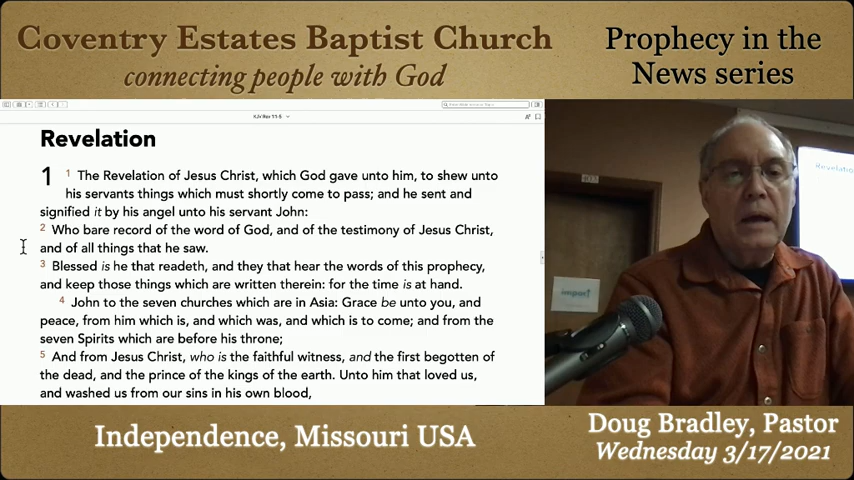 Coventry Estates Baptist Church
connecting people with God
Prophecy in the
News series
Revelation
1 1 The Revelation of Jesus Christ, which God gave unto him, to shew unto
his servants things which must shortly come to pass; and he sent and
signified it by his angel unto his servant John:
2 Who bare record of the word of God, and of the testimony of Jesus Christ,
and of all things that he saw.
3 Blessed is he that readeth, and they that hear the words of this prophecy,
and keep those things which are written therein: for the time is at hand.
4 John to the seven churches which are in Asia: Grace be unto you, and
peace, from him which is, and which was, and which is to come; and from the
seven Spirits which are before his throne;
5 And from Jesus Christ, who is the faithful witness, and the first begotten of
the dead, and the prince of the kings of the earth. Unto him that loved us,
and washed us from our sins in his own blood,
403
impact
Independence, Missouri USA
Doug Bradley, Pastor
Wednesday 3/17/2021